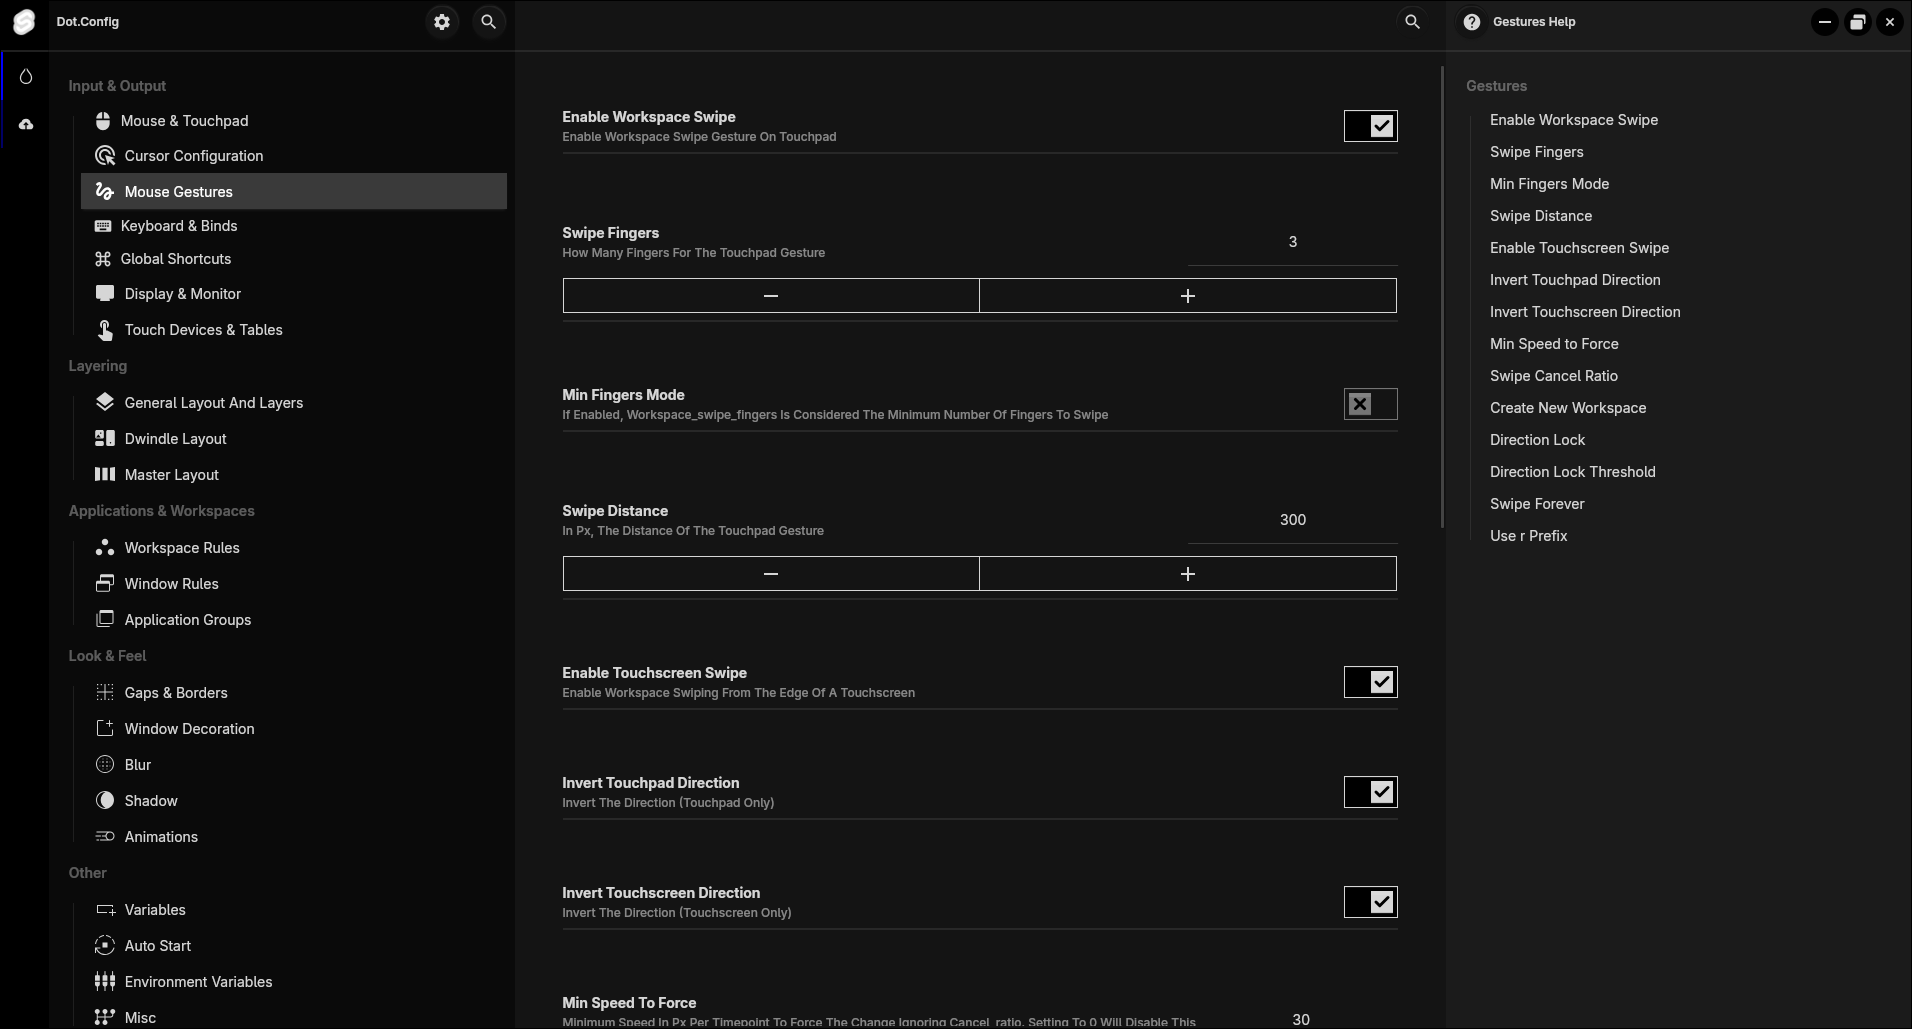 Dot.Config
Gestures Help
Input & Output
Mouse & Touchpad
Cursor Configuration
Mouse Gestures
Keyboard & Binds
Global Shortcuts
Display & Monitor
Touch Devices & Tables
Layering
General Layout And Layers
Dwindle Layout
Master Layout
Applications & Workspaces
Workspace Rules
Window Rules
Application Groups
Look & Feel
Gaps & Borders
Window Decoration
Blur
Shadow
Animations
Other
Variables
Auto Start
Environment Variables
Misc
Enable Workspace Swipe
Enable Workspace Swipe Gesture On Touchpad
Swipe Fingers
How Many Fingers For The Touchpad Gesture
3
Min Fingers Mode
If Enabled, Workspace_swipe_fingers Is Considered The Minimum Number Of Fingers To Swipe
Swipe Distance
In Px, The Distance Of The Touchpad Gesture
300
Enable Touchscreen Swipe
Enable Workspace Swiping From The Edge Of A Touchscreen
Invert Touchpad Direction
Invert The Direction (Touchpad Only)
Invert Touchscreen Direction
Invert The Direction (Touchscreen Only)
Min Speed To Force
Minimum Speed In Px Per Timepoint To Force The Change Ignoring Cancel_ratio. Setting To 0 Will Disable This
30
Gestures
Enable Workspace Swipe
Swipe Fingers
Min Fingers Mode
Swipe Distance
Enable Touchscreen Swipe
Invert Touchpad Direction
Invert Touchscreen Direction
Min Speed to Force
Swipe Cancel Ratio
Create New Workspace
Direction Lock
Direction Lock Threshold
Swipe Forever
Use r Prefix